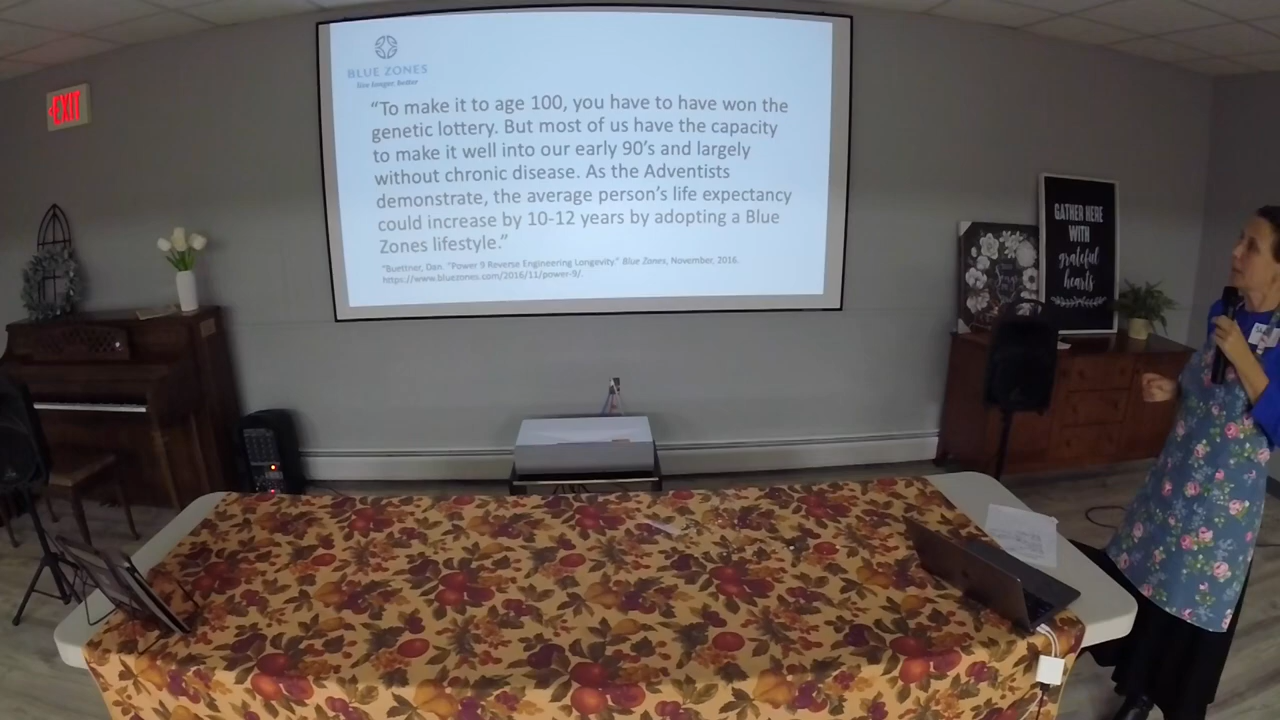 BLUE ZONES
live longer, better
"To make it to age 100, you have to have won the
genetic lottery. But most of us have the capacity
to make it well into our early 90's and largely
without chronic disease. As the Adventists
demonstrate, the average person's life expectancy
could increase by 10-12 years by adopting a Blue
Zones lifestyle."
"Buettner, Dan. "Power 9 Reverse Engineering Longevity." Blue Zones, November, 2016.
https://www.bluezones.com/2016/11/power-9/.
EXIT
GATHER HERE
WITH
grateful
hearts